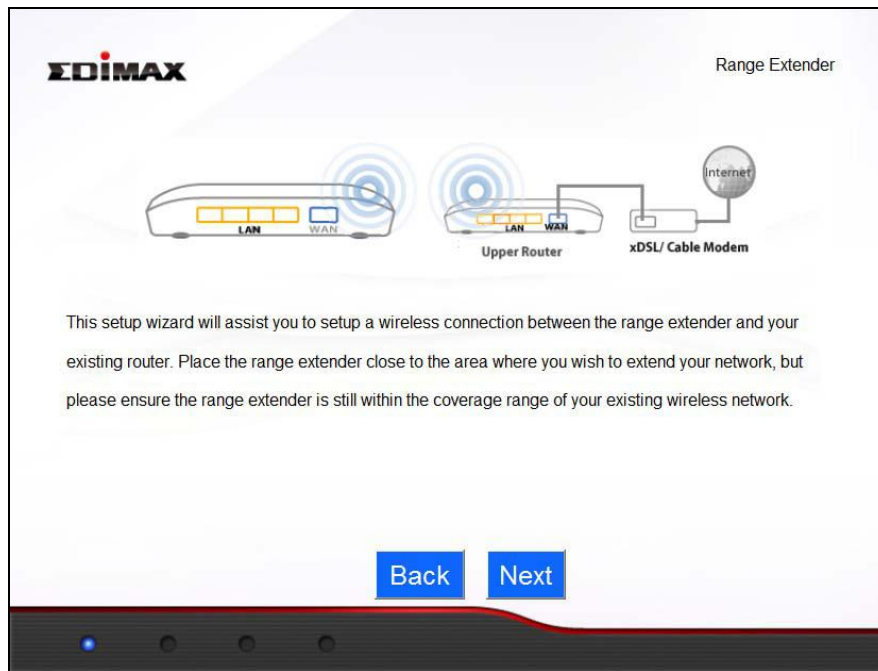 EDIMAX
Range Extender
Internet
LAN
WAN
LAN
WAN
Upper Router
xDSL/ Cable Modem
This setup wizard will assist you to setup a wireless connection between the range extender and your
existing router. Place the range extender close to the area where you wish to extend your network, but
please ensure the range extender is still within the coverage range of your existing wireless network.
Back
Next